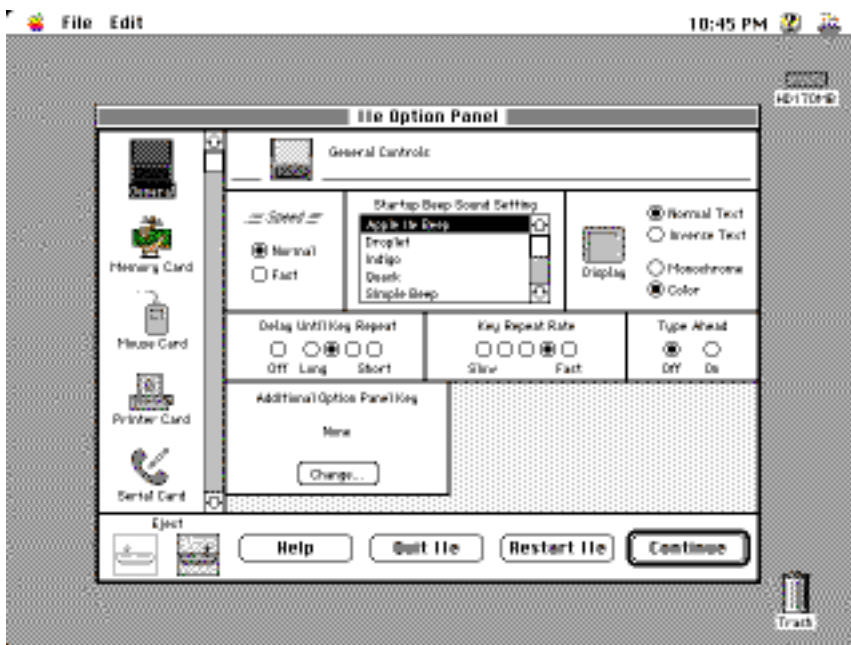 File Edit 10:45 PM
HD170MB
IIe Option Panel
General
General Controls
Memory Card
Mouse Card
Printer Card
Serial Card
Speed
Normal
Fast
Startup Beep Sound Setting
Apple IIe Beep
Droplet
Indigo
Quack
Simple Beep
Display
Normal Text
Inverse Text
Monochrome
Color
Delay Until Key Repeat
Off Long Short
Key Repeat Rate
Slow Fast
Type Ahead
Off On
Additional Option Panel Key
None
Change...
Eject
Help Quit IIe Restart IIe Continue
Trash